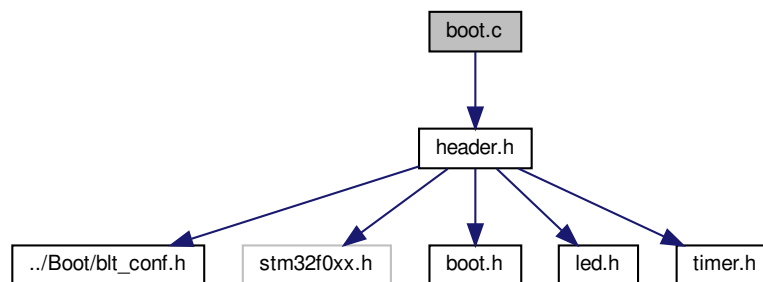 boot.c
header.h
../Boot/blt_conf.h
stm32f0xx.h
boot.h
led.h
timer.h